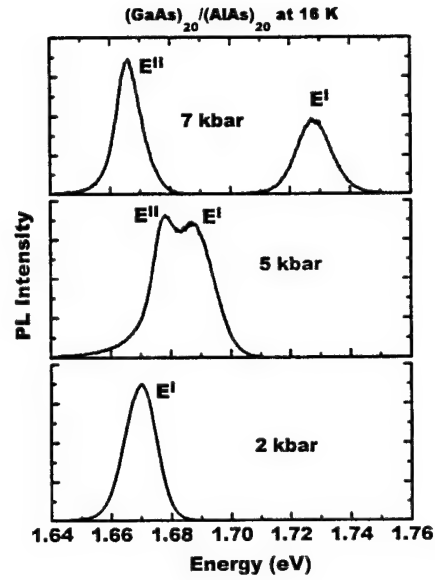 (GaAs)20/(AlAs)20 at 16 K
EII
EI
7 kbar
EII
EI
5 kbar
EI
2 kbar
PL Intensity
1.64 1.66 1.68 1.70 1.72 1.74 1.76
Energy (eV)